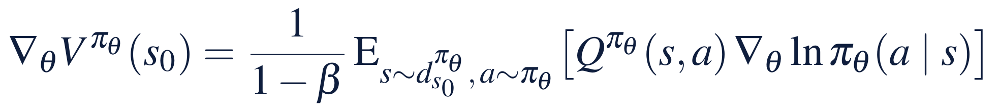 ∇_θ V^{π_θ}(s_0) = \frac{1}{1 − β} E_{s∼d_{s_0}^{π_θ}, a∼π_θ} [Q^{π_θ}(s, a) ∇_θ ln π_θ(a | s)]